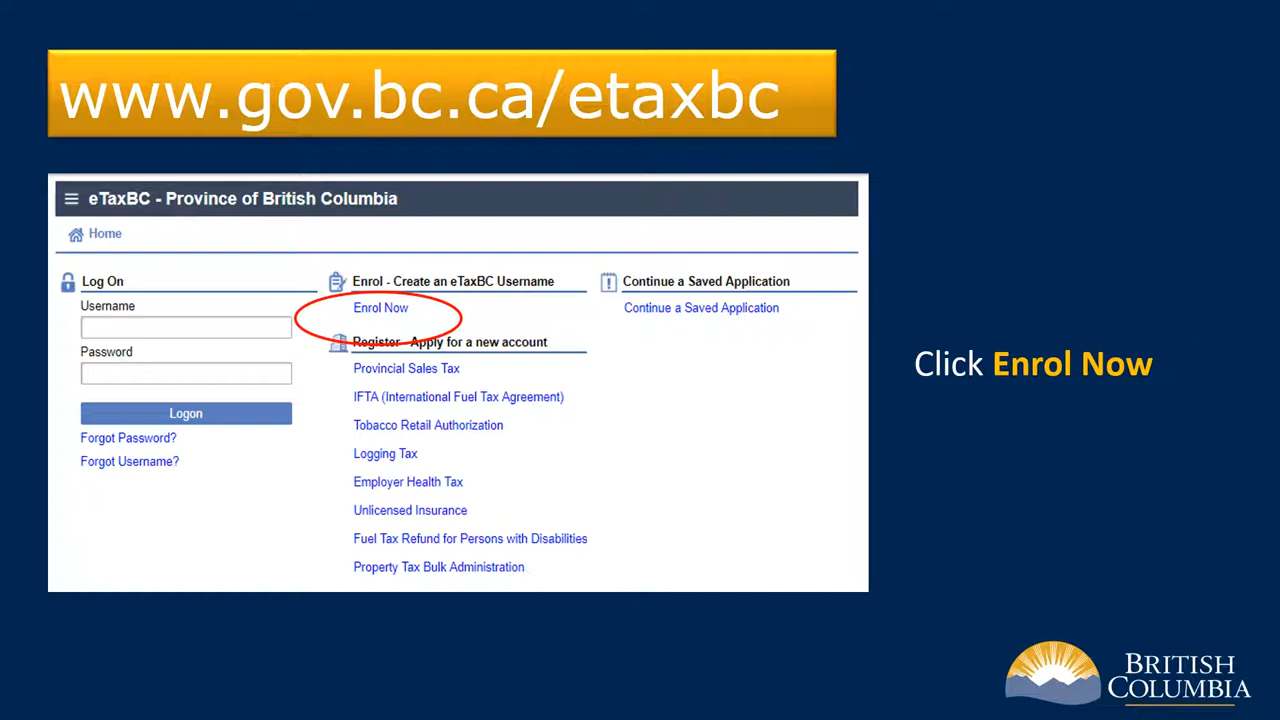 www.gov.bc.ca/etaxbc
eTaxBC - Province of British Columbia
Home
Log On
Username
Password
Logon
Forgot Password?
Forgot Username?
Enrol - Create an eTaxBC Username
Enrol Now
Register - Apply for a new account
Provincial Sales Tax
IFTA (International Fuel Tax Agreement)
Tobacco Retail Authorization
Logging Tax
Employer Health Tax
Unlicensed Insurance
Fuel Tax Refund for Persons with Disabilities
Property Tax Bulk Administration
Continue a Saved Application
Continue a Saved Application
Click Enrol Now
BRITISH
COLUMBIA